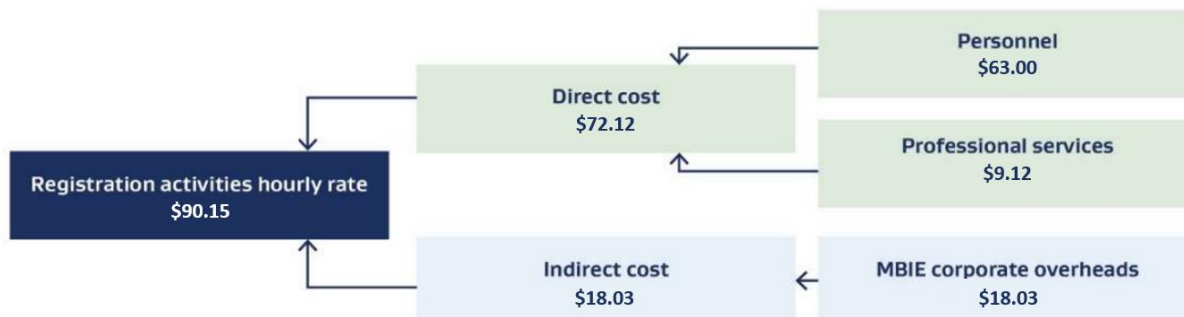 Personnel
$63.00
Direct cost
$72.12
Professional services
$9.12
Registration activities hourly rate
$90.15
Indirect cost
$18.03
MBIE corporate overheads
$18.03